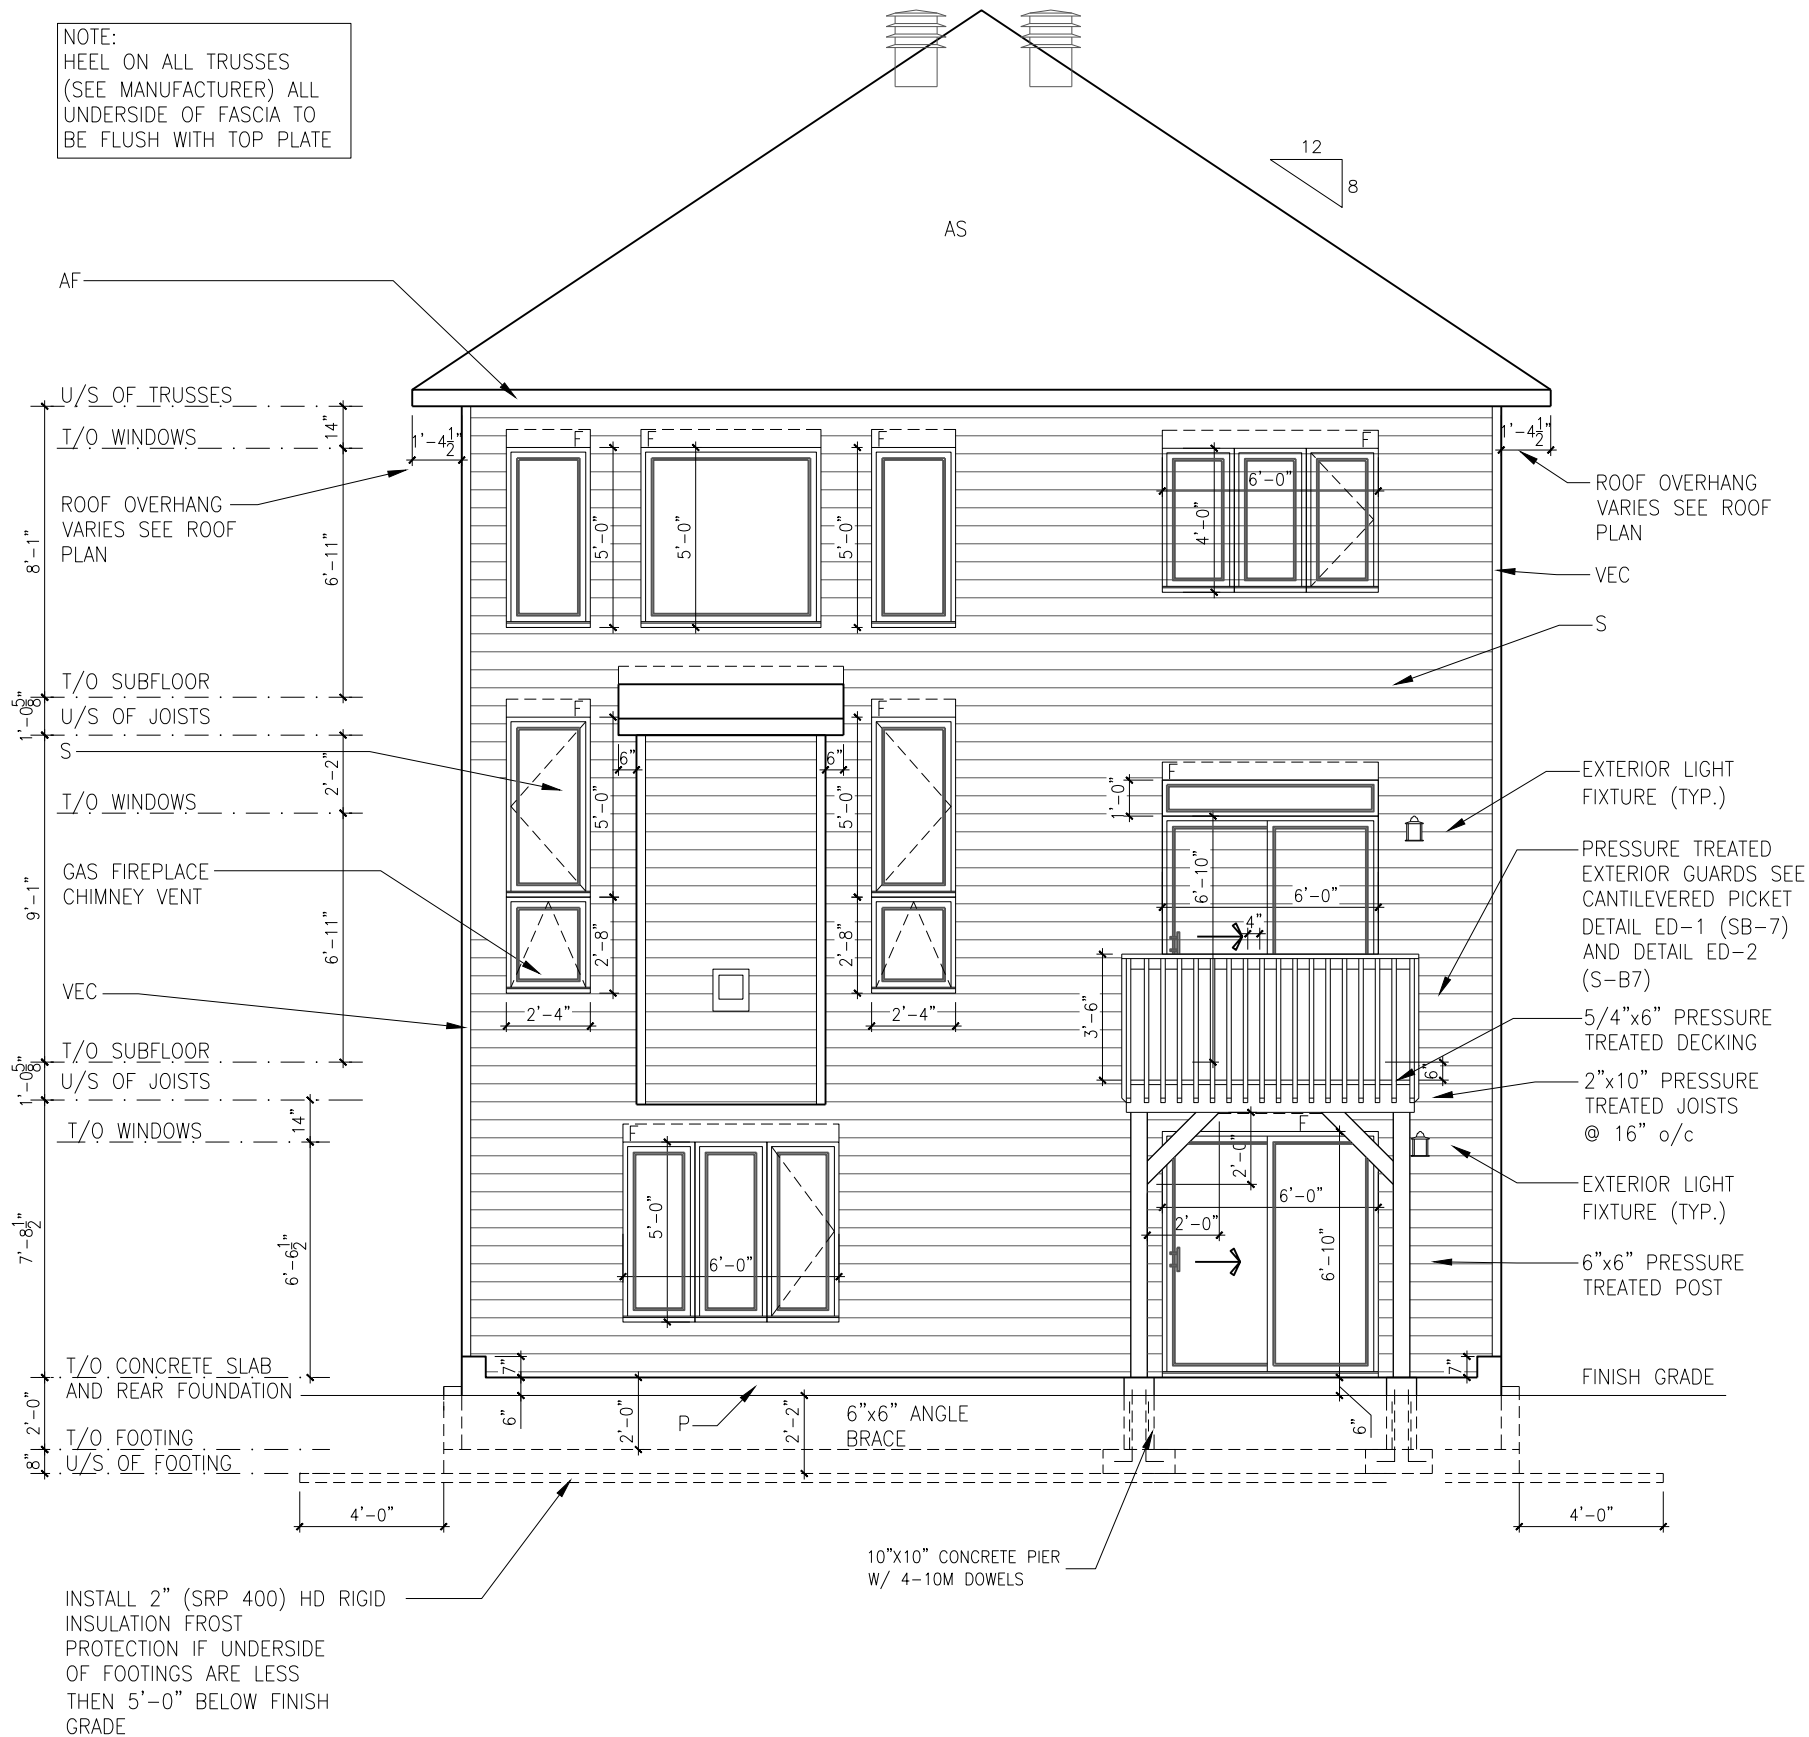 NOTE:
HEEL ON ALL TRUSSES
(SEE MANUFACTURER) ALL
UNDERSIDE OF FASCIA TO
BE FLUSH WITH TOP PLATE
12
8
AS
AF
U/S OF TRUSSES
T/O WINDOWS
14"
1'-4½"
1'-4½"
ROOF OVERHANG
VARIES SEE ROOF
PLAN
8'-1"
6'-11"
F
F
F
F
5'-0"
5'-0"
5'-0"
6'-0"
4'-0"
ROOF OVERHANG
VARIES SEE ROOF
PLAN
VEC
S
T/O SUBFLOOR
1'-0⅝"
U/S OF JOISTS
S
2'-2"
T/O WINDOWS
F
F
6"
6"
5'-0"
5'-0"
F
1'-0"
EXTERIOR LIGHT
FIXTURE (TYP.)
GAS FIREPLACE
CHIMNEY VENT
9'-1"
6'-11"
2'-8"
2'-8"
6'-10"
6'-0"
4"
PRESSURE TREATED
EXTERIOR GUARDS SEE
CANTILEVERED PICKET
DETAIL ED-1 (SB-7)
AND DETAIL ED-2
(S-B7)
VEC
2'-4"
2'-4"
3'-6"
6"
5/4"x6" PRESSURE
TREATED DECKING
T/O SUBFLOOR
1'-0⅝"
U/S OF JOISTS
2"x10" PRESSURE
TREATED JOISTS
@ 16" o/c
14"
T/O WINDOWS
F
F
EXTERIOR LIGHT
FIXTURE (TYP.)
7'-8½"
6'-6½"
5'-0"
6'-0"
2'-0"
2'-0"
6'-0"
6'-10"
6"x6" PRESSURE
TREATED POST
T/O CONCRETE SLAB
AND REAR FOUNDATION
7"
7"
FINISH GRADE
2'-0"
6"
2'-0"
P
2'-2"
6"x6" ANGLE
BRACE
6"
T/O FOOTING
U/S OF FOOTING
8"
4'-0"
4'-0"
10"X10" CONCRETE PIER
W/ 4-10M DOWELS
INSTALL 2" (SRP 400) HD RIGID
INSULATION FROST
PROTECTION IF UNDERSIDE
OF FOOTINGS ARE LESS
THEN 5'-0" BELOW FINISH
GRADE